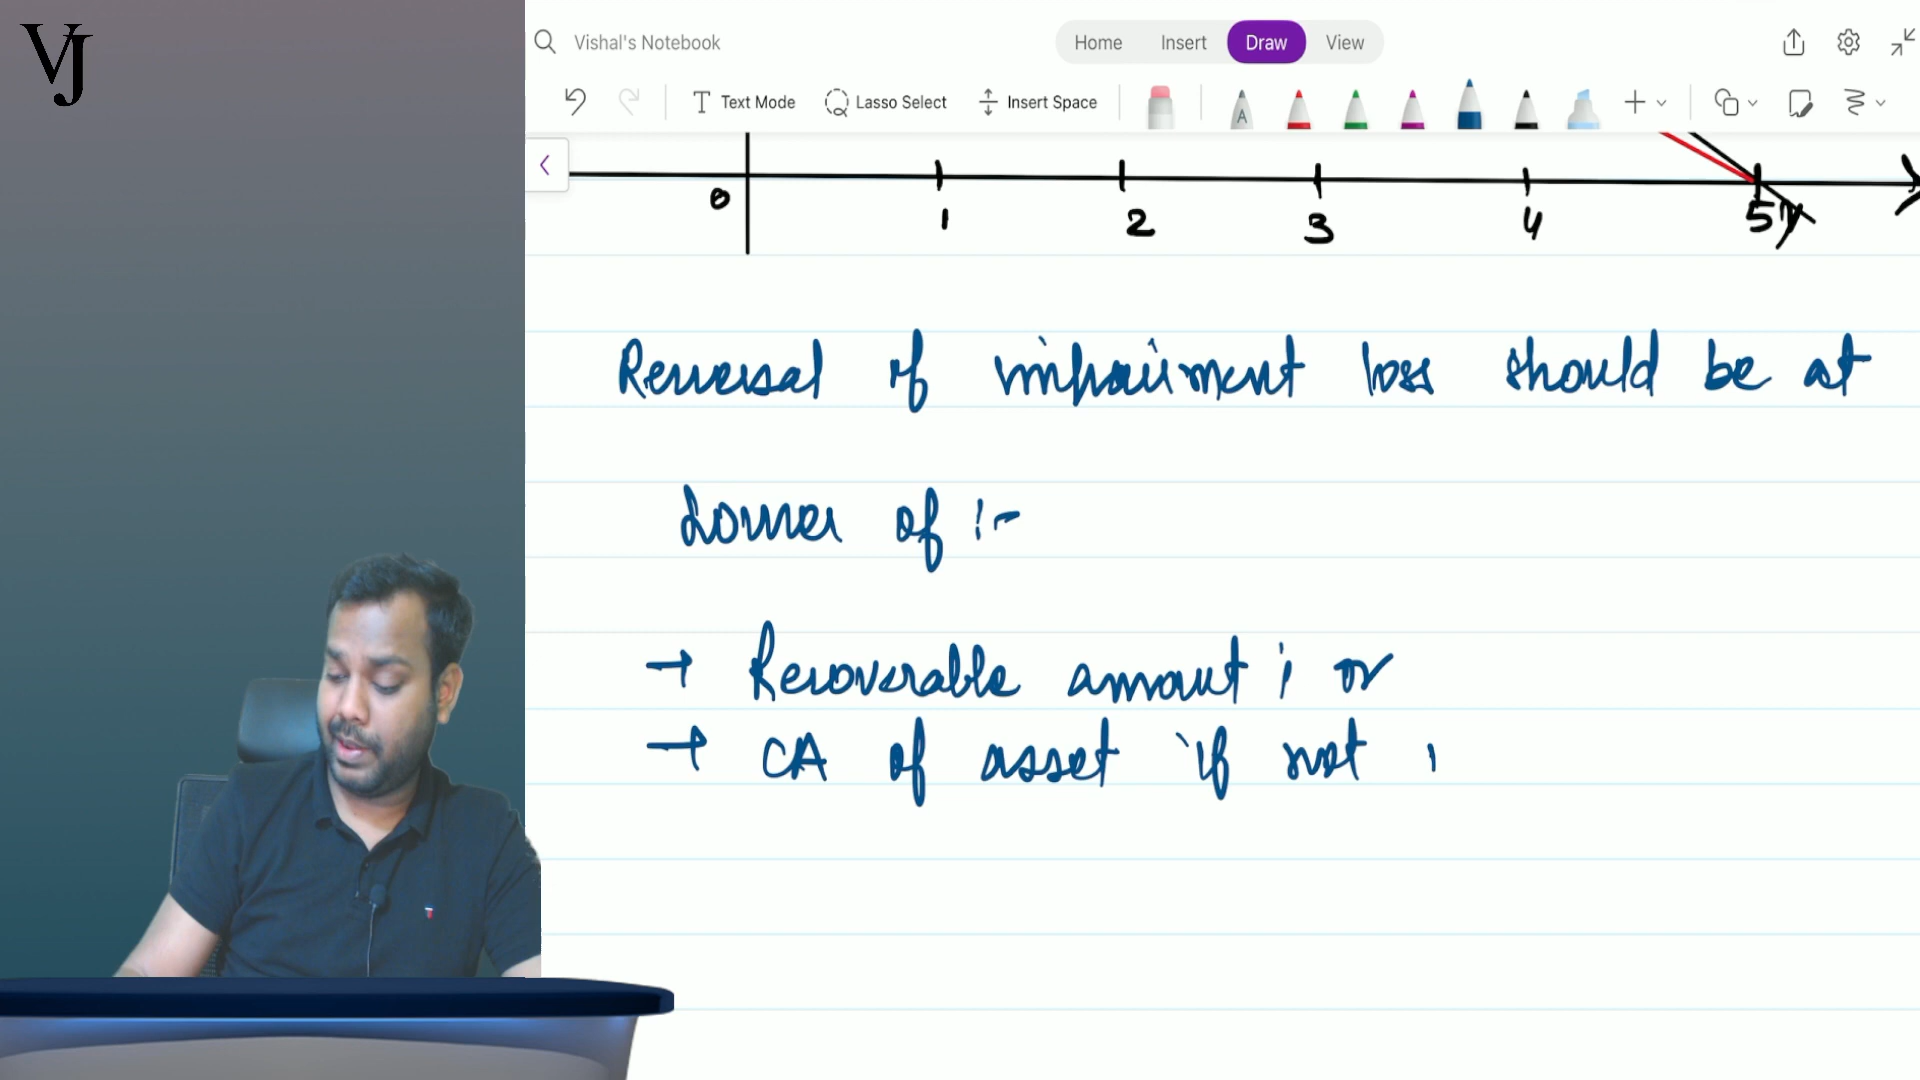 VJ
Vishal's Notebook
Home Insert Draw View
Text Mode Lasso Select Insert Space
A
0 1 2 3 4 5y
Reversal of impairment loss should be at
Lower of :-
→ Recoverable amount ; or
→ CA of asset if not